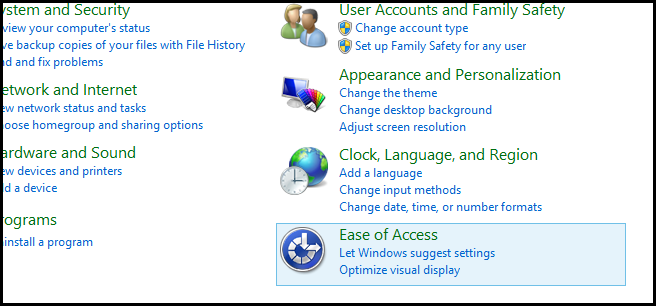 ystem and Security
view your computer's status
ve backup copies of your files with File History
nd and fix problems
etwork and Internet
ew network status and tasks
oose homegroup and sharing options
ardware and Sound
ew devices and printers
d a device
rograms
install a program
User Accounts and Family Safety
Change account type
Set up Family Safety for any user
Appearance and Personalization
Change the theme
Change desktop background
Adjust screen resolution
Clock, Language, and Region
Add a language
Change input methods
Change date, time, or number formats
Ease of Access
Let Windows suggest settings
Optimize visual display